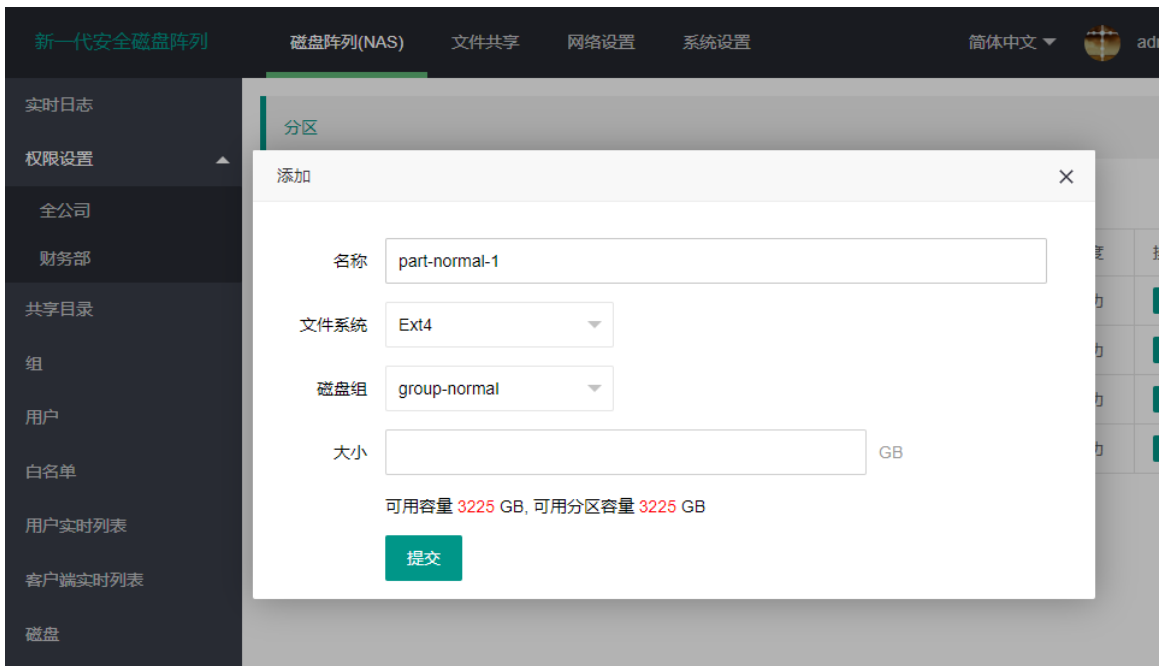 新一代安全磁盘阵列 磁盘阵列(NAS) 文件共享 网络设置 系统设置 简体中文
实时日志
权限设置
全公司
财务部
共享目录
组
用户
白名单
用户实时列表
客户端实时列表
磁盘
分区
添加
名称 part-normal-1
文件系统 Ext4
磁盘组 group-normal
大小 GB
可用容量 3225 GB, 可用分区容量 3225 GB
提交